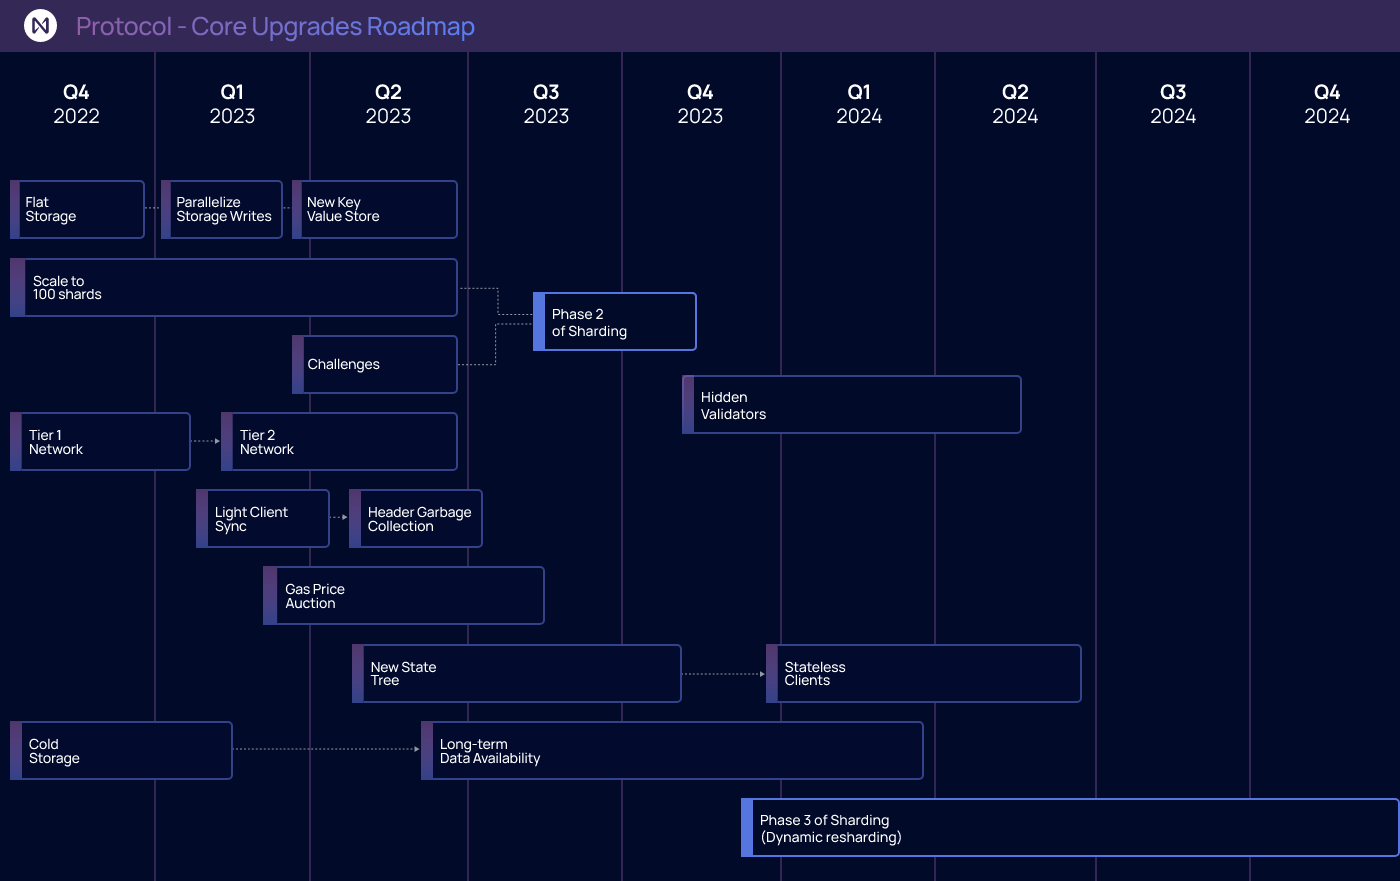 Protocol - Core Upgrades Roadmap
Q4
2022
Q1
2023
Q2
2023
Q3
2023
Q4
2023
Q1
2024
Q2
2024
Q3
2024
Q4
2024
Flat
Storage
Parallelize
Storage Writes
New Key
Value Store
Scale to
100 shards
Phase 2
of Sharding
Challenges
Hidden
Validators
Tier 1
Network
Tier 2
Network
Light Client
Sync
Header Garbage
Collection
Gas Price
Auction
New State
Tree
Stateless
Clients
Cold
Storage
Long-term
Data Availability
Phase 3 of Sharding
(Dynamic resharding)